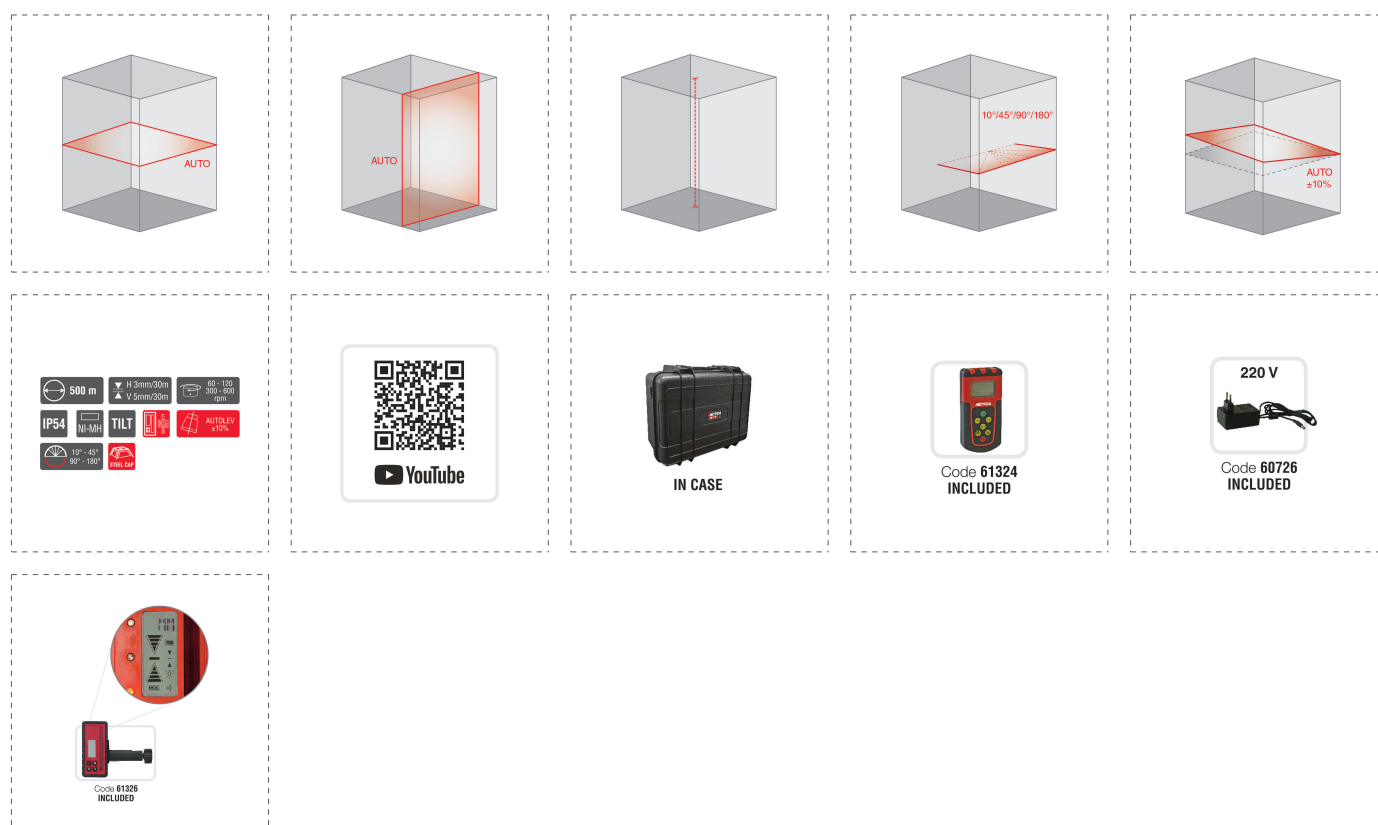 AUTO
AUTO
10°/45°/90°/180°
AUTO
±10%
500 m
H 3mm/30m
V 5mm/30m
60 - 120
300 - 600
rpm
IP54
NI-MH
TILT
AUTOLEV
±10%
10° - 45°
90° - 180°
STEEL CAP
YouTube
IN CASE
Code 61324
INCLUDED
220 V
Code 60726
INCLUDED
Code 61326
INCLUDED